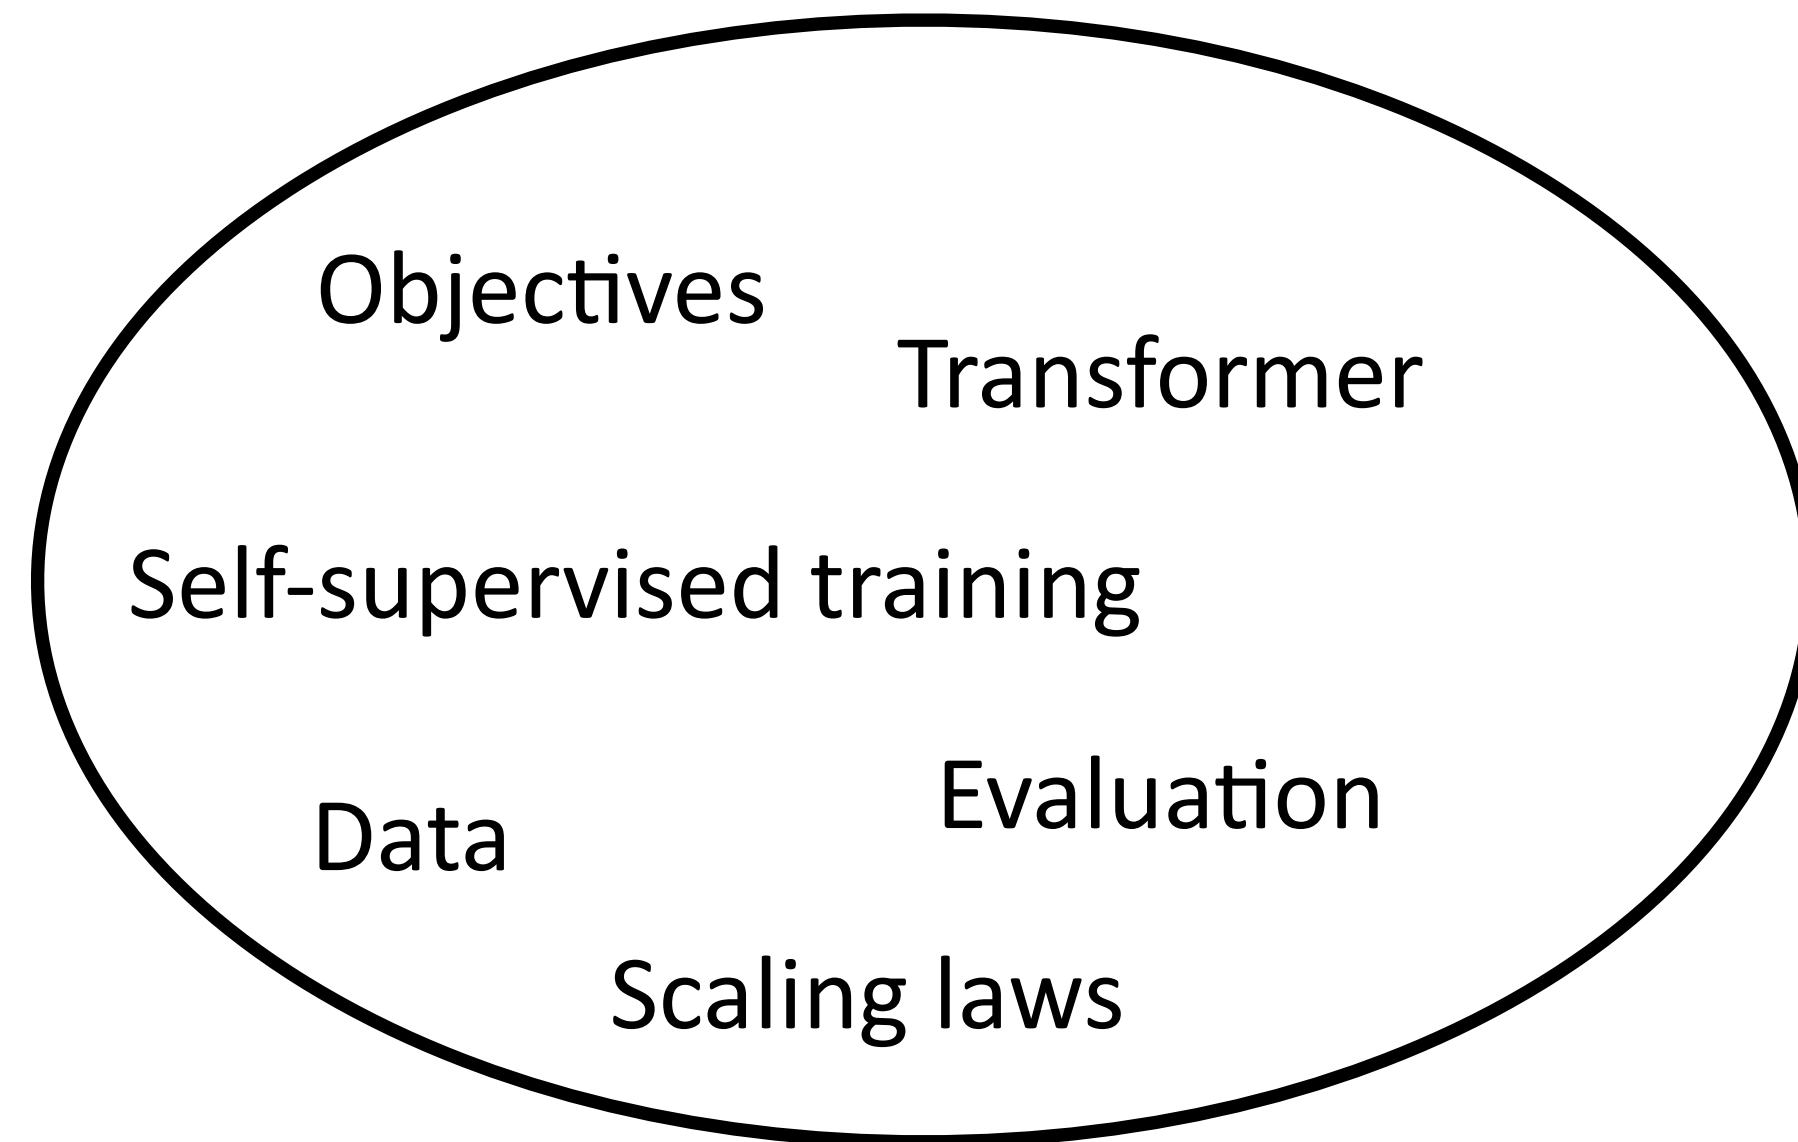 Objectives
Transformer
Self-supervised training
Evaluation
Data
Scaling laws